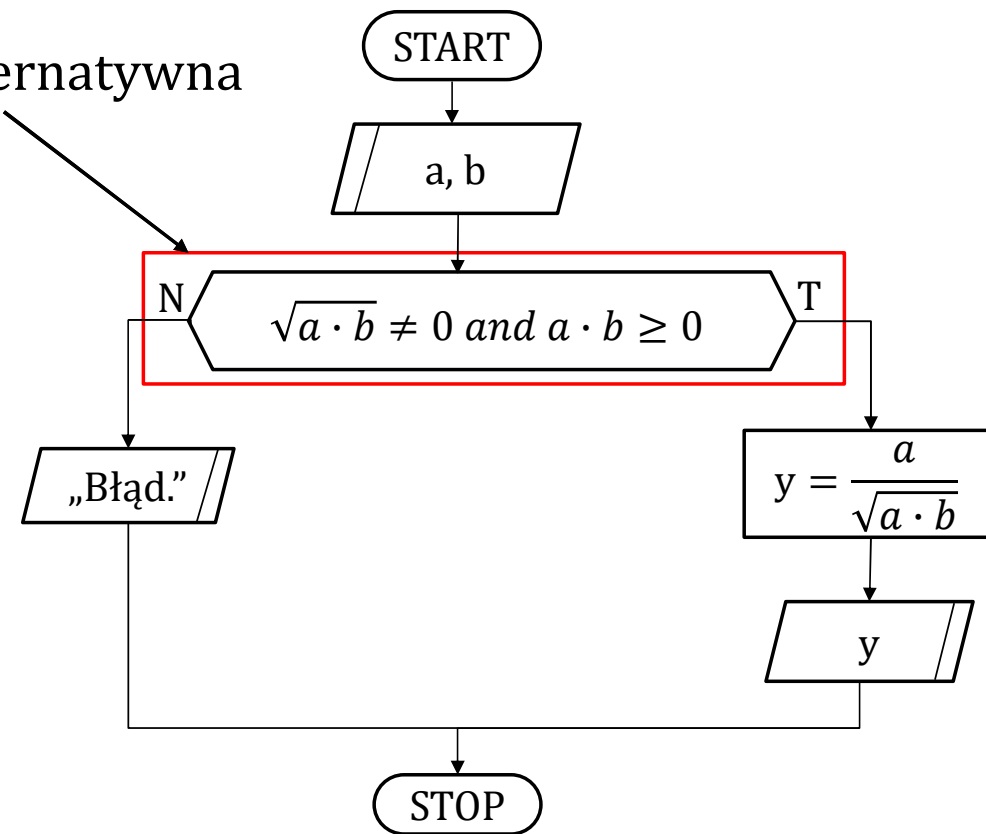 START
ernatywna
a, b
N
T
√a · b ≠ 0 and a · b ≥ 0
„Błąd.”
y = a / √a · b
y
STOP